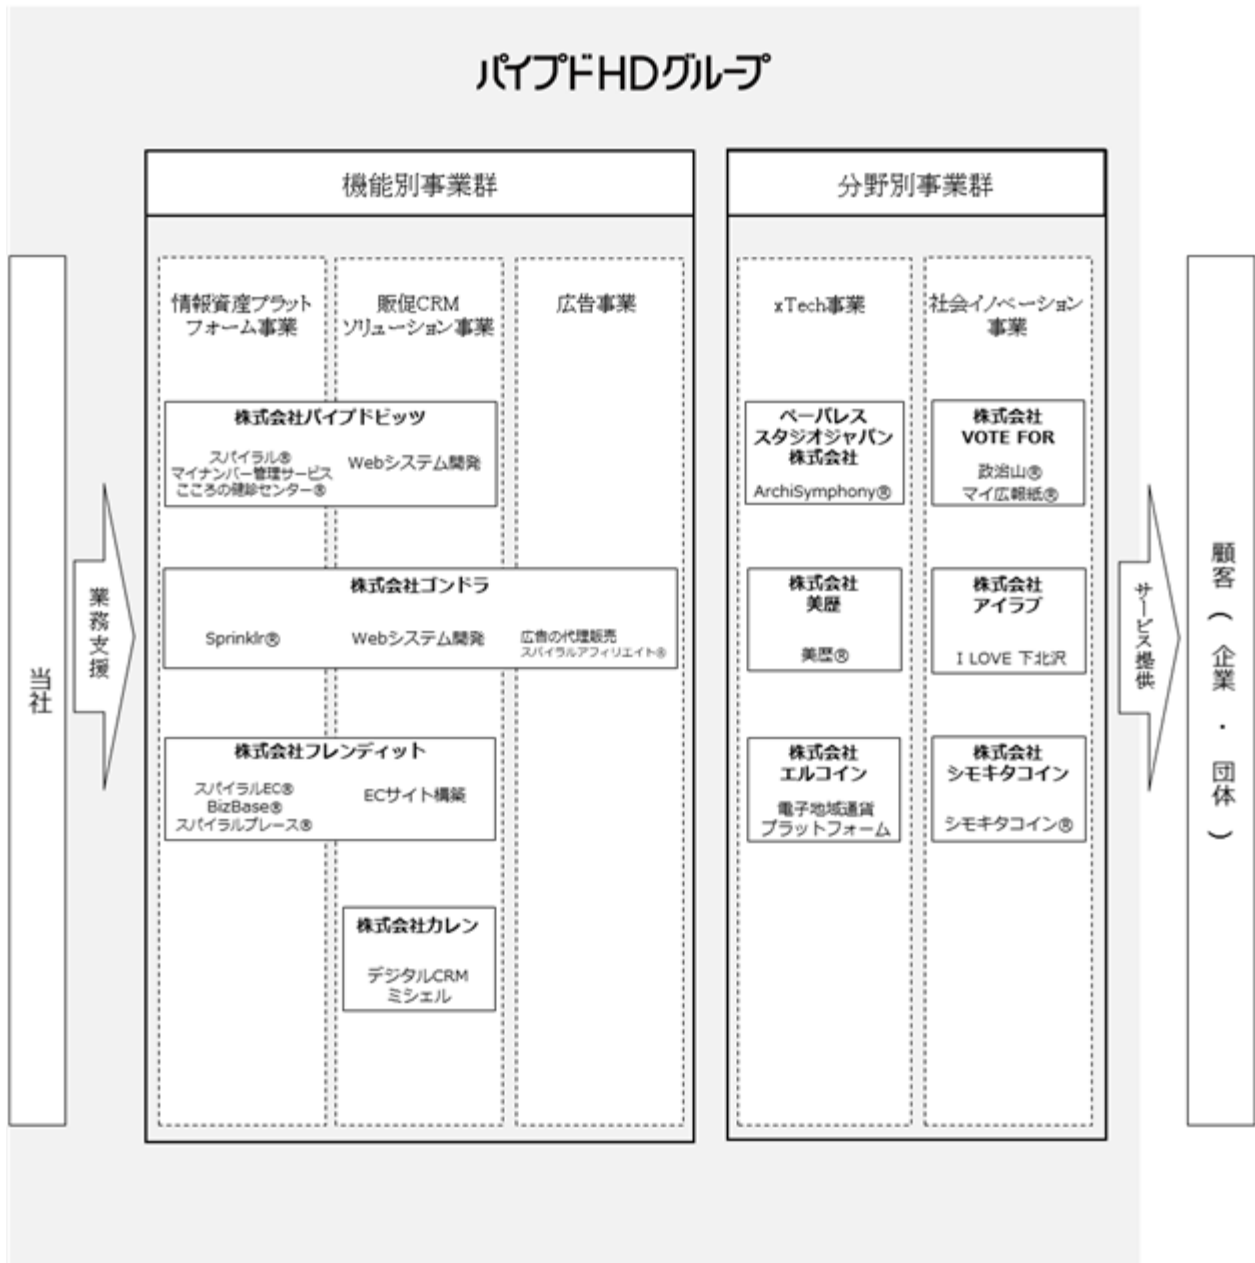 パイプドHDグループ
機能別事業群
情報資産プラット
フォーム事業
販促CRM
ソリューション事業
広告事業
株式会社パイプドビッツ
スパイラル®
マイナンバー管理サービス
こころの健診センター®
Webシステム開発
株式会社ゴンドラ
Sprinklr®
Webシステム開発
広告の代理販売
スパイラルアフィリエイト®
株式会社フレンディット
スパイラルEC®
BizBase®
スパイラルプレース®
ECサイト構築
株式会社カレン
デジタルCRM
ミシェル
分野別事業群
xTech事業
社会イノベーション
事業
ペーパレス
スタジオジャパン
株式会社
ArchiSymphony®
株式会社
VOTE FOR
政治山®
マイ広報紙®
株式会社
美歴
美歴®
株式会社
アイラブ
I LOVE 下北沢
株式会社
エルコイン
電子地域通貨
プラットフォーム
株式会社
シモキタコイン
シモキタコイン®
当社
業務支援
サービス提供
顧客(企業・団体)